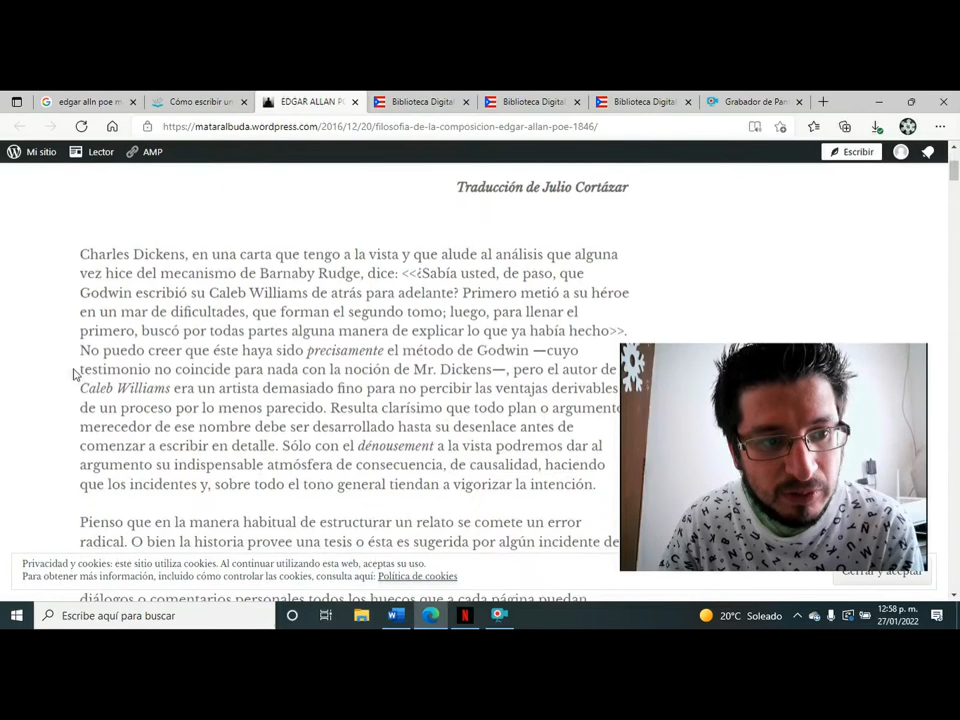 edgar alln poe m
Cómo escribir un
EDGAR ALLAN PO
Biblioteca Digital
Biblioteca Digital
Biblioteca Digital
Grabador de Pan
https://mataralbuda.wordpress.com/2016/12/20/filosofia-de-la-composicion-edgar-allan-poe-1846/
Mi sitio Lector AMP Escribir
Traducción de Julio Cortázar
Charles Dickens, en una carta que tengo a la vista y que alude al análisis que alguna
vez hice del mecanismo de Barnaby Rudge, dice: <<¿Sabía usted, de paso, que
Godwin escribió su Caleb Williams de atrás para adelante? Primero metió a su héroe
en un mar de dificultades, que forman el segundo tomo; luego, para llenar el
primero, buscó por todas partes alguna manera de explicar lo que ya había hecho>>.
No puedo creer que éste haya sido precisamente el método de Godwin —cuyo
testimonio no coincide para nada con la noción de Mr. Dickens—, pero el autor de
Caleb Williams era un artista demasiado fino para no percibir las ventajas derivables
de un proceso por lo menos parecido. Resulta clarísimo que todo plan o argumento
merecedor de ese nombre debe ser desarrollado hasta su desenlace antes de
comenzar a escribir en detalle. Sólo con el dénousement a la vista podremos dar al
argumento su indispensable atmósfera de consecuencia, de causalidad, haciendo
que los incidentes y, sobre todo el tono general tiendan a vigorizar la intención.
Pienso que en la manera habitual de estructurar un relato se comete un error
radical. O bien la historia provee una tesis o ésta es sugerida por algún incidente de
Privacidad y cookies: este sitio utiliza cookies. Al continuar utilizando esta web, aceptas su uso.
Para obtener más información, incluido cómo controlar las cookies, consulta aquí: Política de cookies
Cerrar y aceptar
diálogos o comentarios personales todos los huecos que a cada página puedan
Escribe aquí para buscar
20°C Soleado
12:58 p. m.
27/01/2022